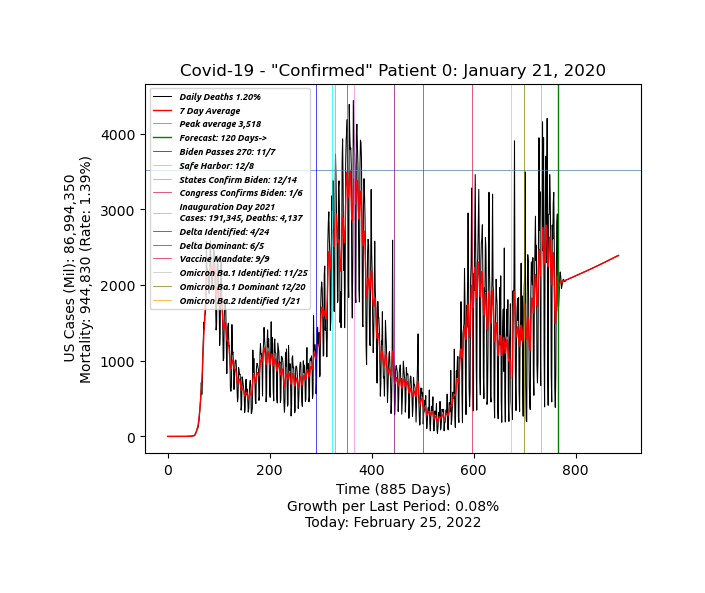 Covid-19 - "Confirmed" Patient 0: January 21, 2020
US Cases (Mil): 86,994,350
Mortality: 944,830 (Rate: 1.39%)
4000
3000
2000
1000
0
Daily Deaths 1.20%
7 Day Average
Peak average 3,518
Forecast: 120 Days->
Biden Passes 270: 11/7
Safe Harbor: 12/8
States Confirm Biden: 12/14
Congress Confirms Biden: 1/6
Inauguration Day 2021
Cases: 191,345, Deaths: 4,137
Delta Identified: 4/24
Delta Dominant: 6/5
Vaccine Mandate: 9/9
Omicron Ba.1 Identified: 11/25
Omicron Ba.1 Dominant 12/20
Omicron Ba.2 Identified 1/21
0 200 400 600 800
Time (885 Days)
Growth per Last Period: 0.08%
Today: February 25, 2022